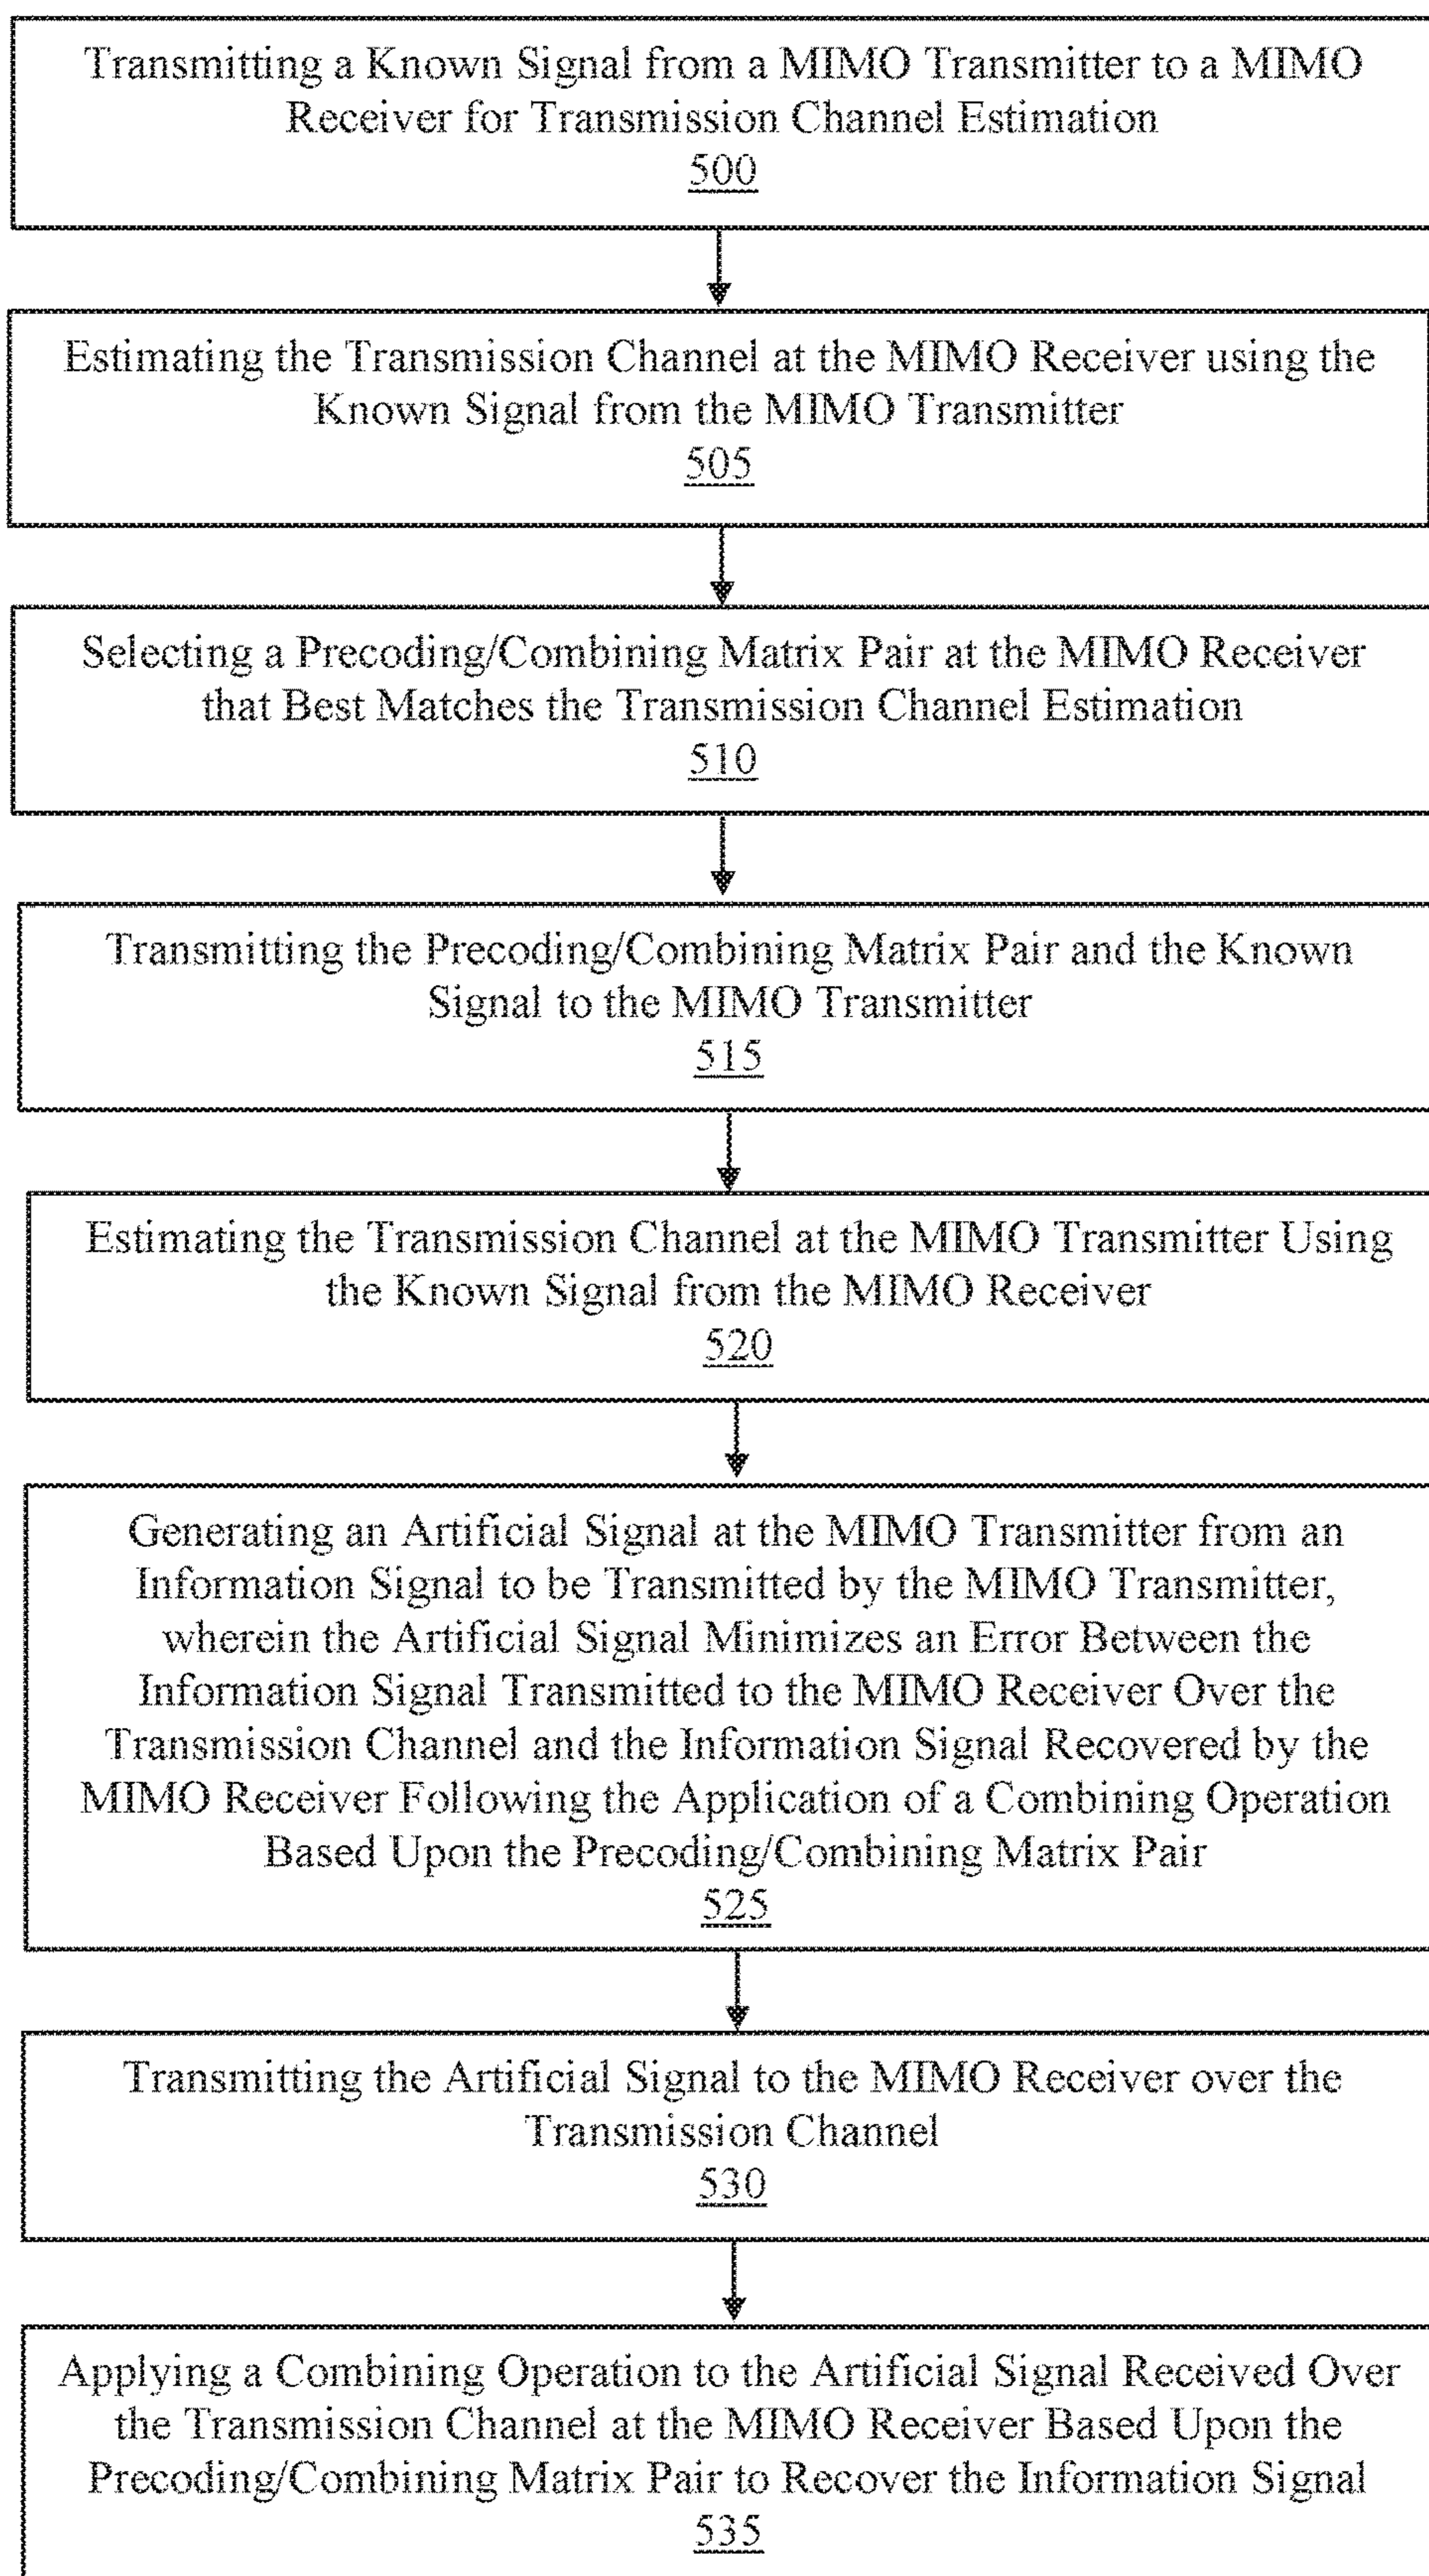 Transmitting a Known Signal from a MIMO Transmitter to a MIMO
Receiver for Transmission Channel Estimation
500
Estimating the Transmission Channel at the MIMO Receiver using the
Known Signal from the MIMO Transmitter
505
Selecting a Precoding/Combining Matrix Pair at the MIMO Receiver
that Best Matches the Transmission Channel Estimation
510
Transmitting the Precoding/Combining Matrix Pair and the Known
Signal to the MIMO Transmitter
515
Estimating the Transmission Channel at the MIMO Transmitter Using
the Known Signal from the MIMO Receiver
520
Generating an Artificial Signal at the MIMO Transmitter from an
Information Signal to be Transmitted by the MIMO Transmitter,
wherein the Artificial Signal Minimizes an Error Between the
Information Signal Transmitted to the MIMO Receiver Over the
Transmission Channel and the Information Signal Recovered by the
MIMO Receiver Following the Application of a Combining Operation
Based Upon the Precoding/Combining Matrix Pair
525
Transmitting the Artificial Signal to the MIMO Receiver over the
Transmission Channel
530
Applying a Combining Operation to the Artificial Signal Received Over
the Transmission Channel at the MIMO Receiver Based Upon the
Precoding/Combining Matrix Pair to Recover the Information Signal
535